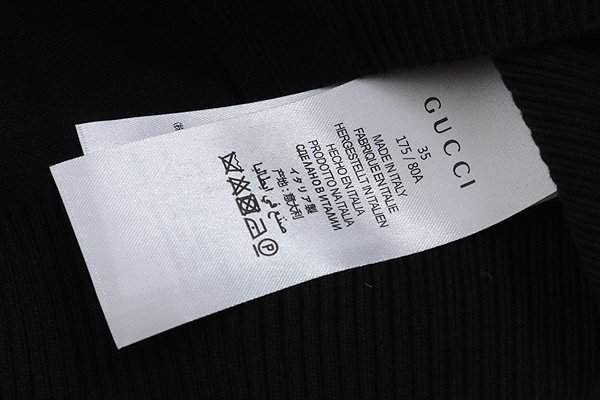 GUCCI
35
175 / 80A
MADE IN ITALY
FABRIQUE EN ITALIE
HERGESTELLT IN ITALIEN
HECHO EN ITALIA
PRODOTTO IN ITALIA
СДЕЛАНО В ИТАЛИИ
イタリア製
产地:意大利
صنع في إيطاليا
P